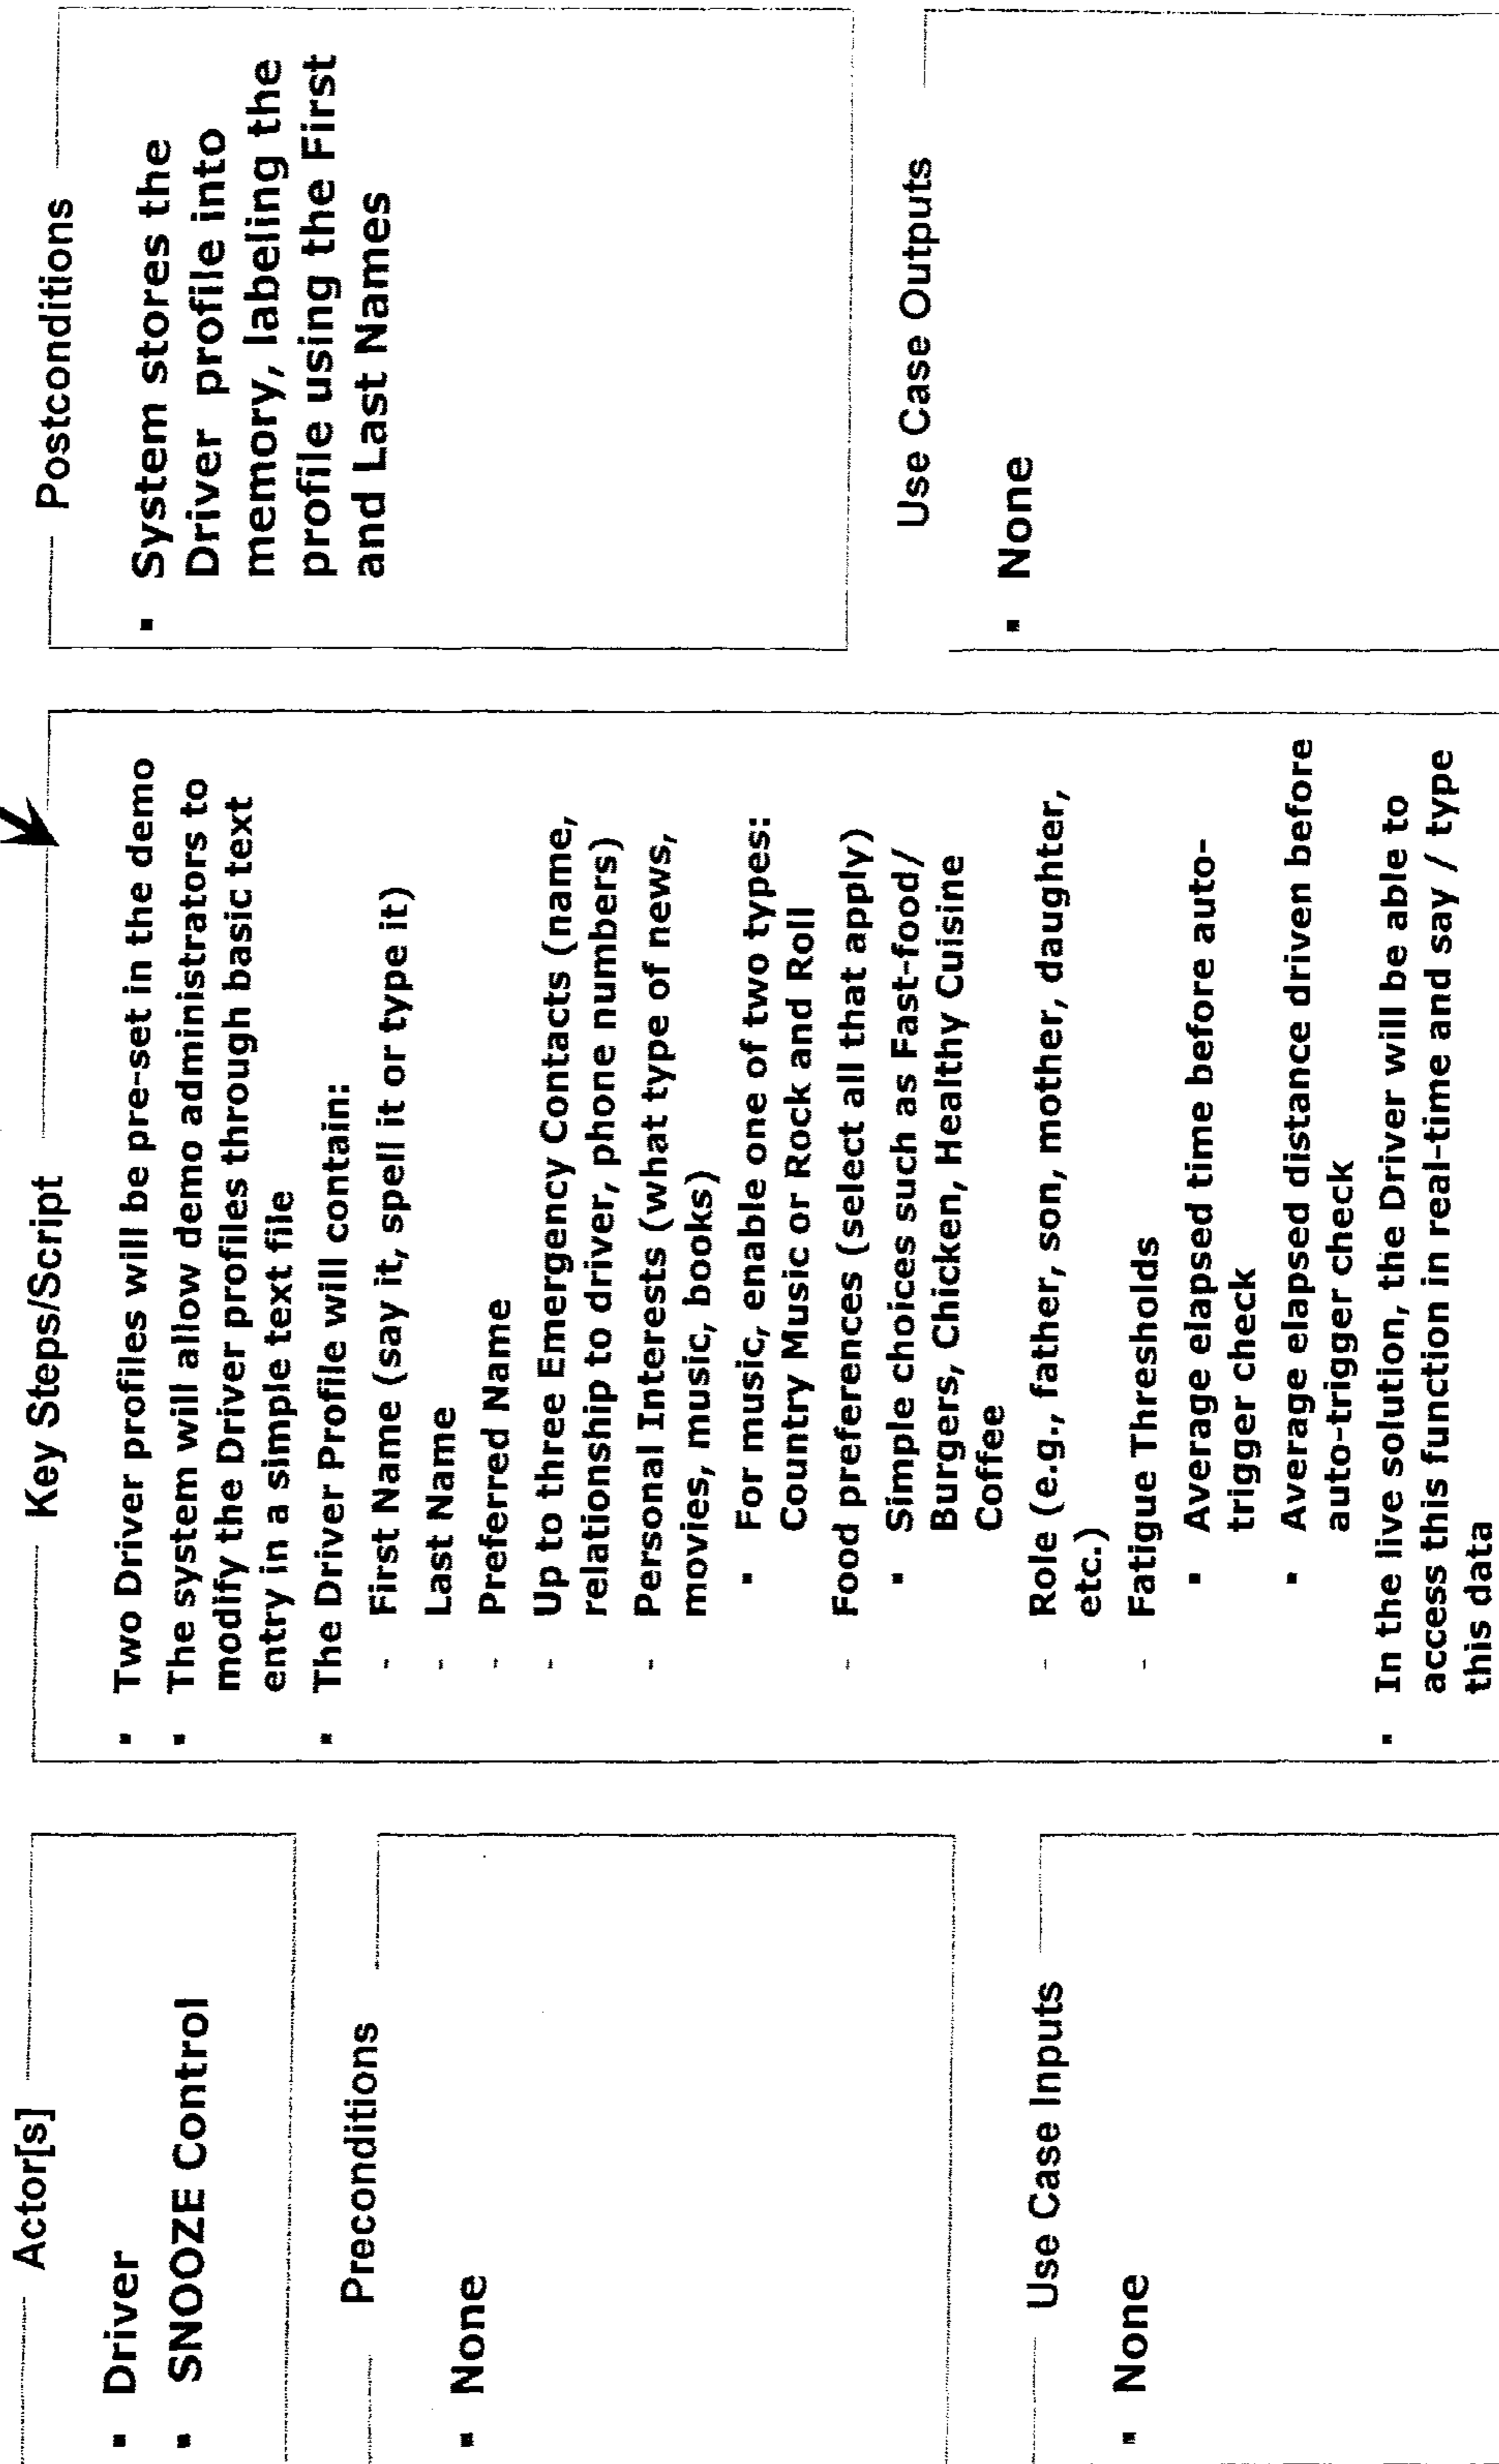 Actor[s]
Driver
SNOOZE Control
Preconditions
None
Use Case Inputs
None
Key Steps/Script
Two Driver profiles will be pre-set in the demo
The system will allow demo administrators to
modify the Driver profiles through basic text
entry in a simple text file
The Driver Profile will contain:
- First Name (say it, spell it or type it)
- Last Name
- Preferred Name
- Up to three Emergency Contacts (name,
relationship to driver, phone numbers)
- Personal Interests (what type of news,
movies, music, books)
For music, enable one of two types:
Country Music or Rock and Roll
- Food preferences (select all that apply)
Simple choices such as Fast-food/
Burgers, Chicken, Healthy Cuisine
Coffee
- Role (e.g., father, son, mother, daughter,
etc.)
- Fatigue Thresholds
Average elapsed time before auto-
trigger check
Average elapsed distance driven before
auto-trigger check
In the live solution, the Driver will be able to
access this function in real-time and say / type
this data
Postconditions
System stores the
Driver profile into
memory, labeling the
profile using the First
and Last Names
Use Case Outputs
None